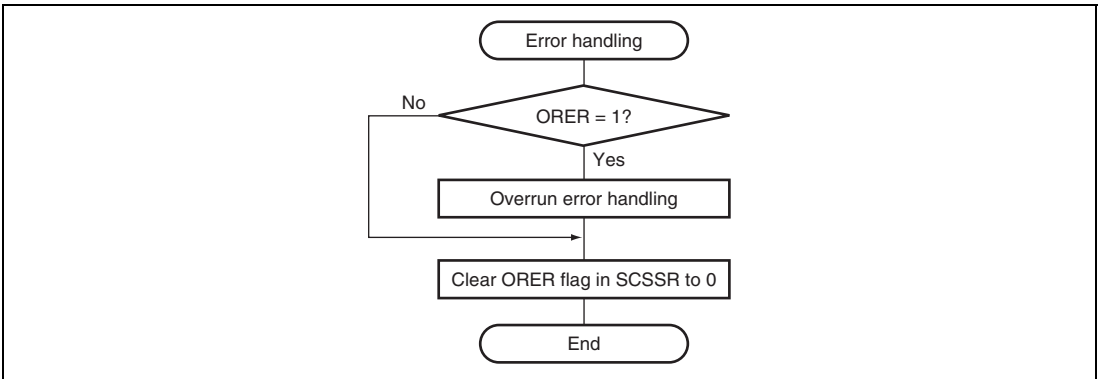 Error handling
ORER = 1?
No
Yes
Overrun error handling
Clear ORER flag in SCSSR to 0
End